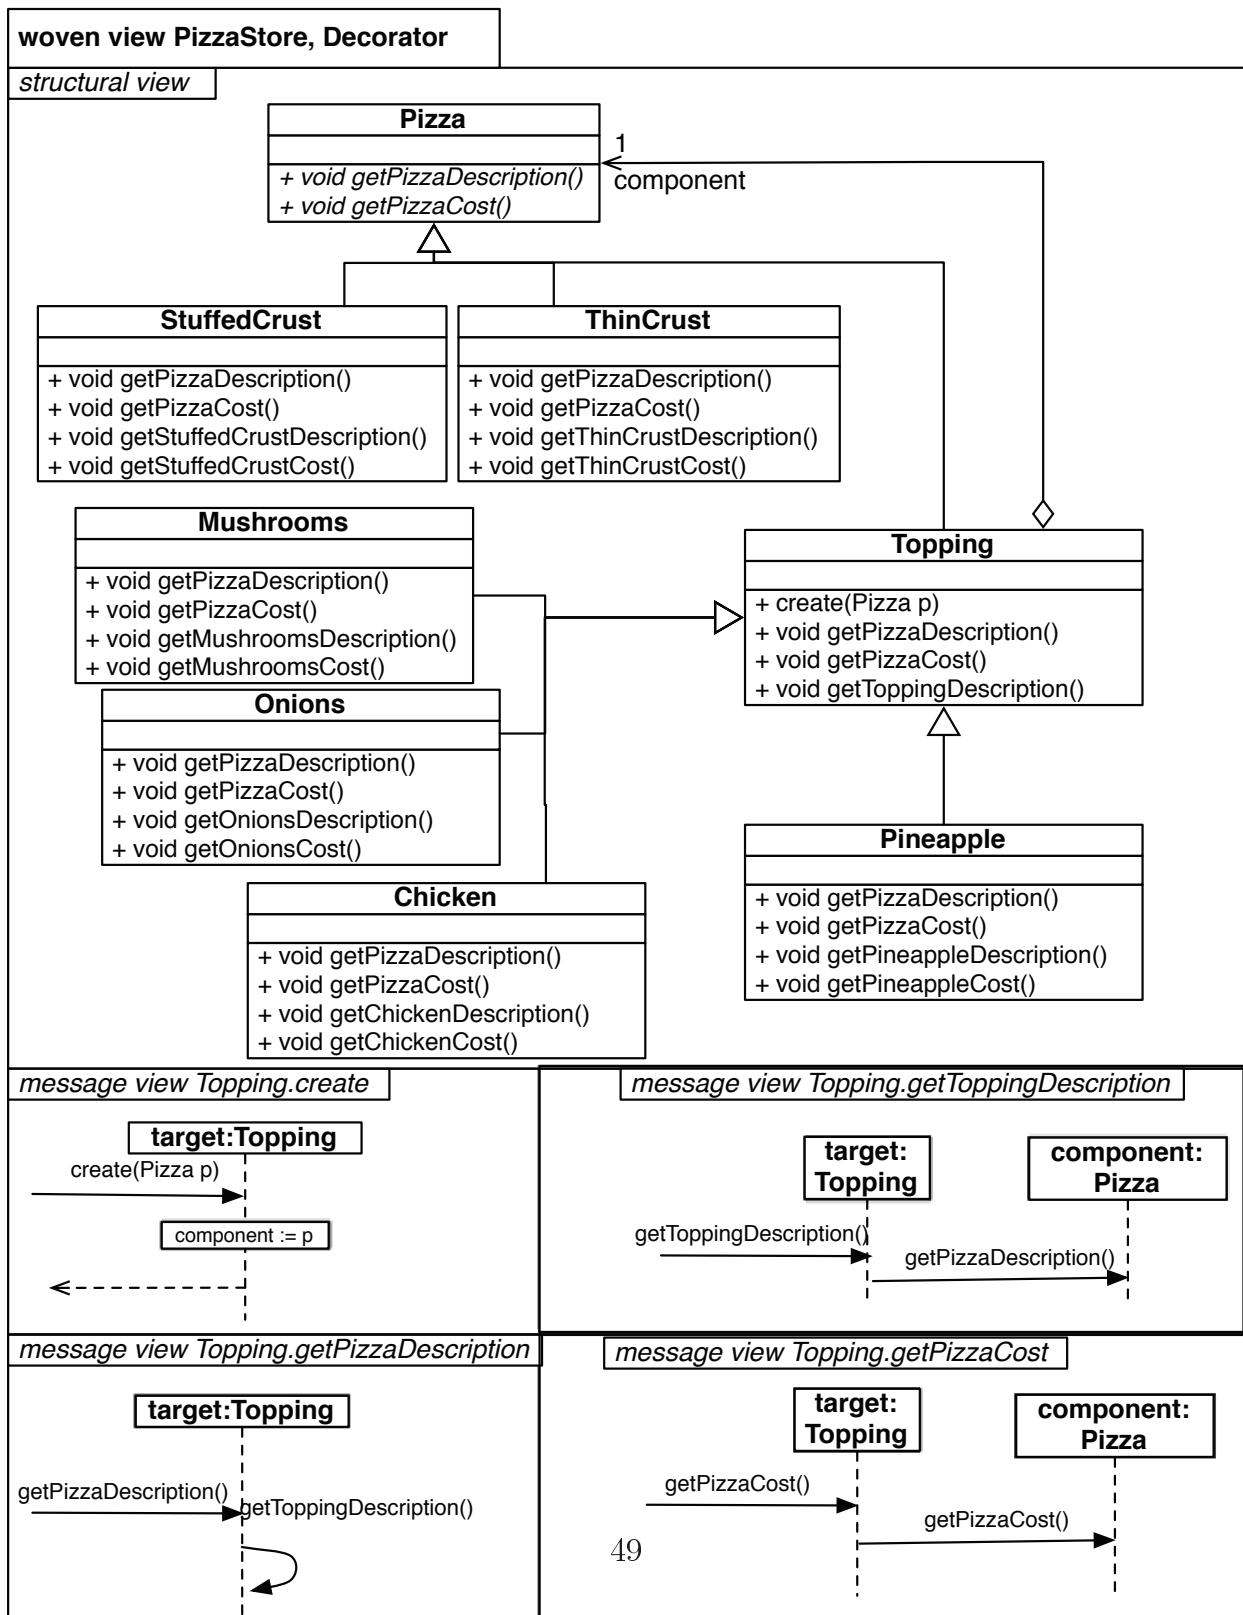 woven view PizzaStore, Decorator
structural view
Pizza
+ void getPizzaDescription()
+ void getPizzaCost()
1
component
StuffedCrust
+ void getPizzaDescription()
+ void getPizzaCost()
+ void getStuffedCrustDescription()
+ void getStuffedCrustCost()
ThinCrust
+ void getPizzaDescription()
+ void getPizzaCost()
+ void getThinCrustDescription()
+ void getThinCrustCost()
Mushrooms
+ void getPizzaDescription()
+ void getPizzaCost()
+ void getMushroomsDescription()
+ void getMushroomsCost()
Topping
+ create(Pizza p)
+ void getPizzaDescription()
+ void getPizzaCost()
+ void getToppingDescription()
Onions
+ void getPizzaDescription()
+ void getPizzaCost()
+ void getOnionsDescription()
+ void getOnionsCost()
Pineapple
+ void getPizzaDescription()
+ void getPizzaCost()
+ void getPineappleDescription()
+ void getPineappleCost()
Chicken
+ void getPizzaDescription()
+ void getPizzaCost()
+ void getChickenDescription()
+ void getChickenCost()
message view Topping.create
target:Topping
create(Pizza p)
component := p
message view Topping.getToppingDescription
target:
Topping
component:
Pizza
getToppingDescription()
getPizzaDescription()
message view Topping.getPizzaDescription
target:Topping
getPizzaDescription()
getToppingDescription()
message view Topping.getPizzaCost
target:
Topping
component:
Pizza
getPizzaCost()
getPizzaCost()
49